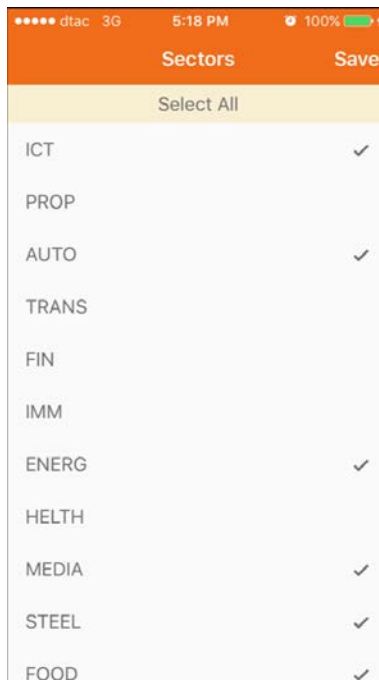 dtac 3G 5:18 PM 100%
Sectors Save
Select All
ICT
PROP
AUTO
TRANS
FIN
IMM
ENERG
HELTH
MEDIA
STEEL
FOOD